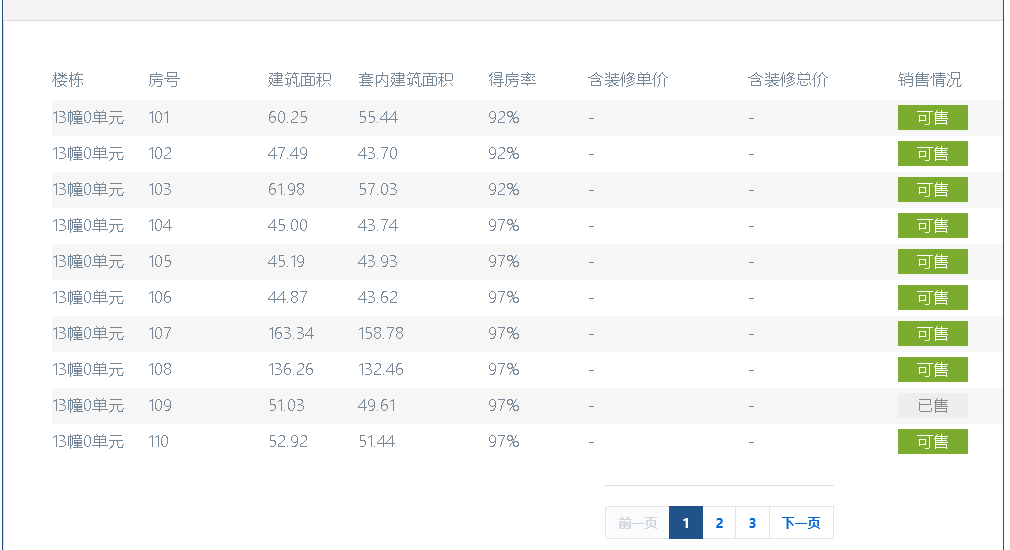 楼栋 房号 建筑面积 套内建筑面积 得房率 含装修单价 含装修总价 销售情况
13幢0单元 101 60.25 55.44 92% - - 可售
13幢0单元 102 47.49 43.70 92% - - 可售
13幢0单元 103 61.98 57.03 92% - - 可售
13幢0单元 104 45.00 43.74 97% - - 可售
13幢0单元 105 45.19 43.93 97% - - 可售
13幢0单元 106 44.87 43.62 97% - - 可售
13幢0单元 107 163.34 158.78 97% - - 可售
13幢0单元 108 136.26 132.46 97% - - 可售
13幢0单元 109 51.03 49.61 97% - - 已售
13幢0单元 110 52.92 51.44 97% - - 可售
前一页 1 2 3 下一页